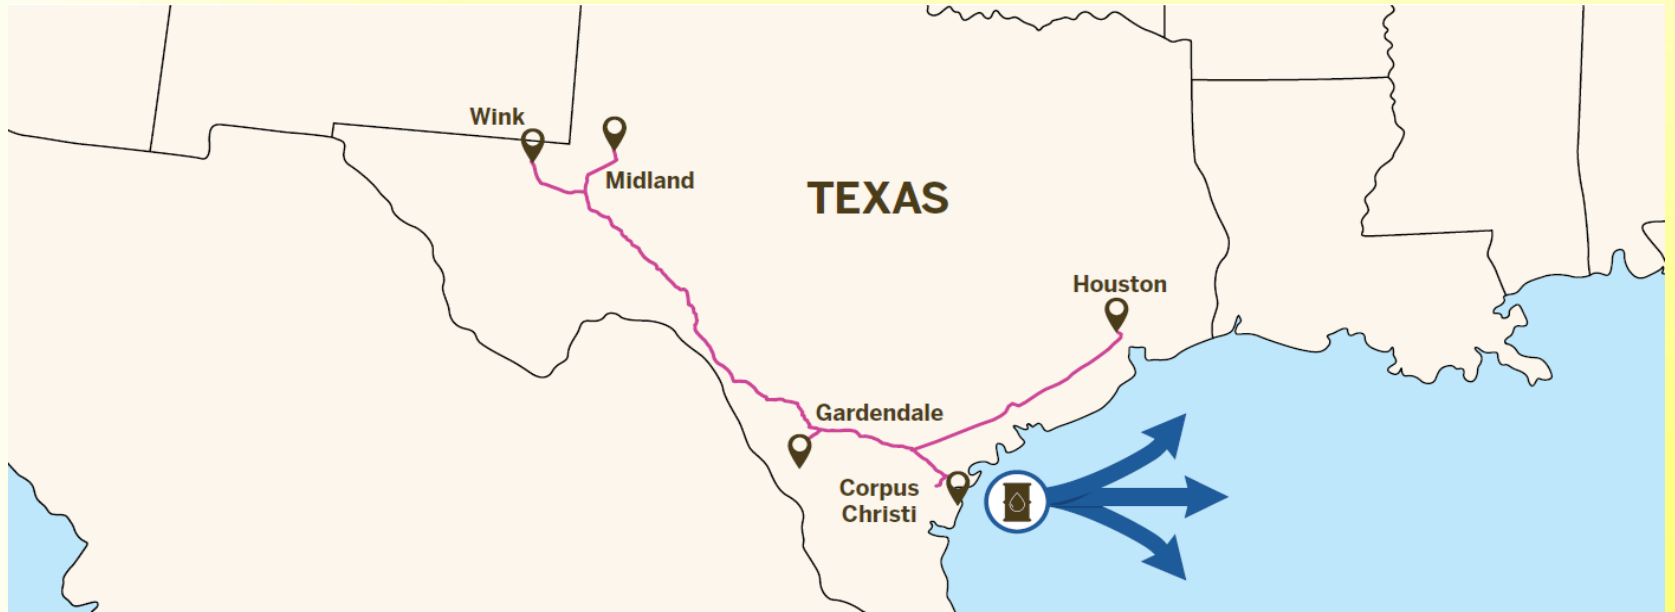 Wink
Midland
TEXAS
Houston
Gardendale
Corpus
Christi